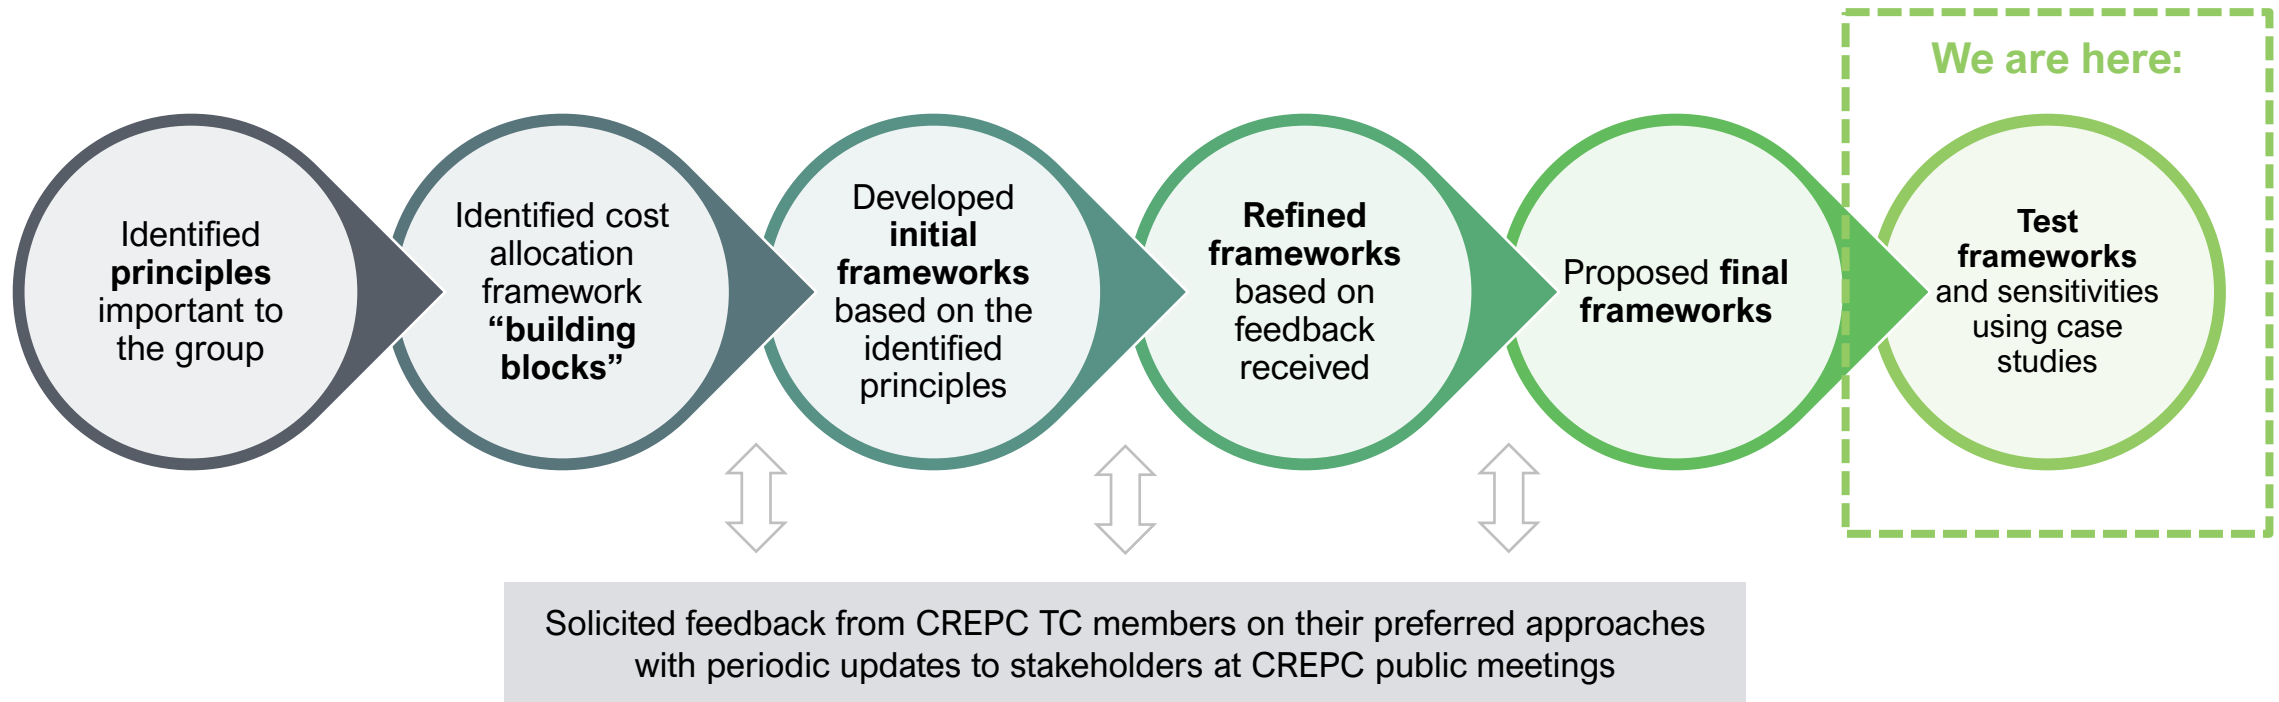 We are here:
Identified
principles
important to
the group
Identified cost
allocation
framework
“building
blocks”
Developed
initial
frameworks
based on the
identified
principles
Refined
frameworks
based on
feedback
received
Proposed final
frameworks
Test
frameworks
and sensitivities
using case
studies
Solicited feedback from CREPC TC members on their preferred approaches
with periodic updates to stakeholders at CREPC public meetings